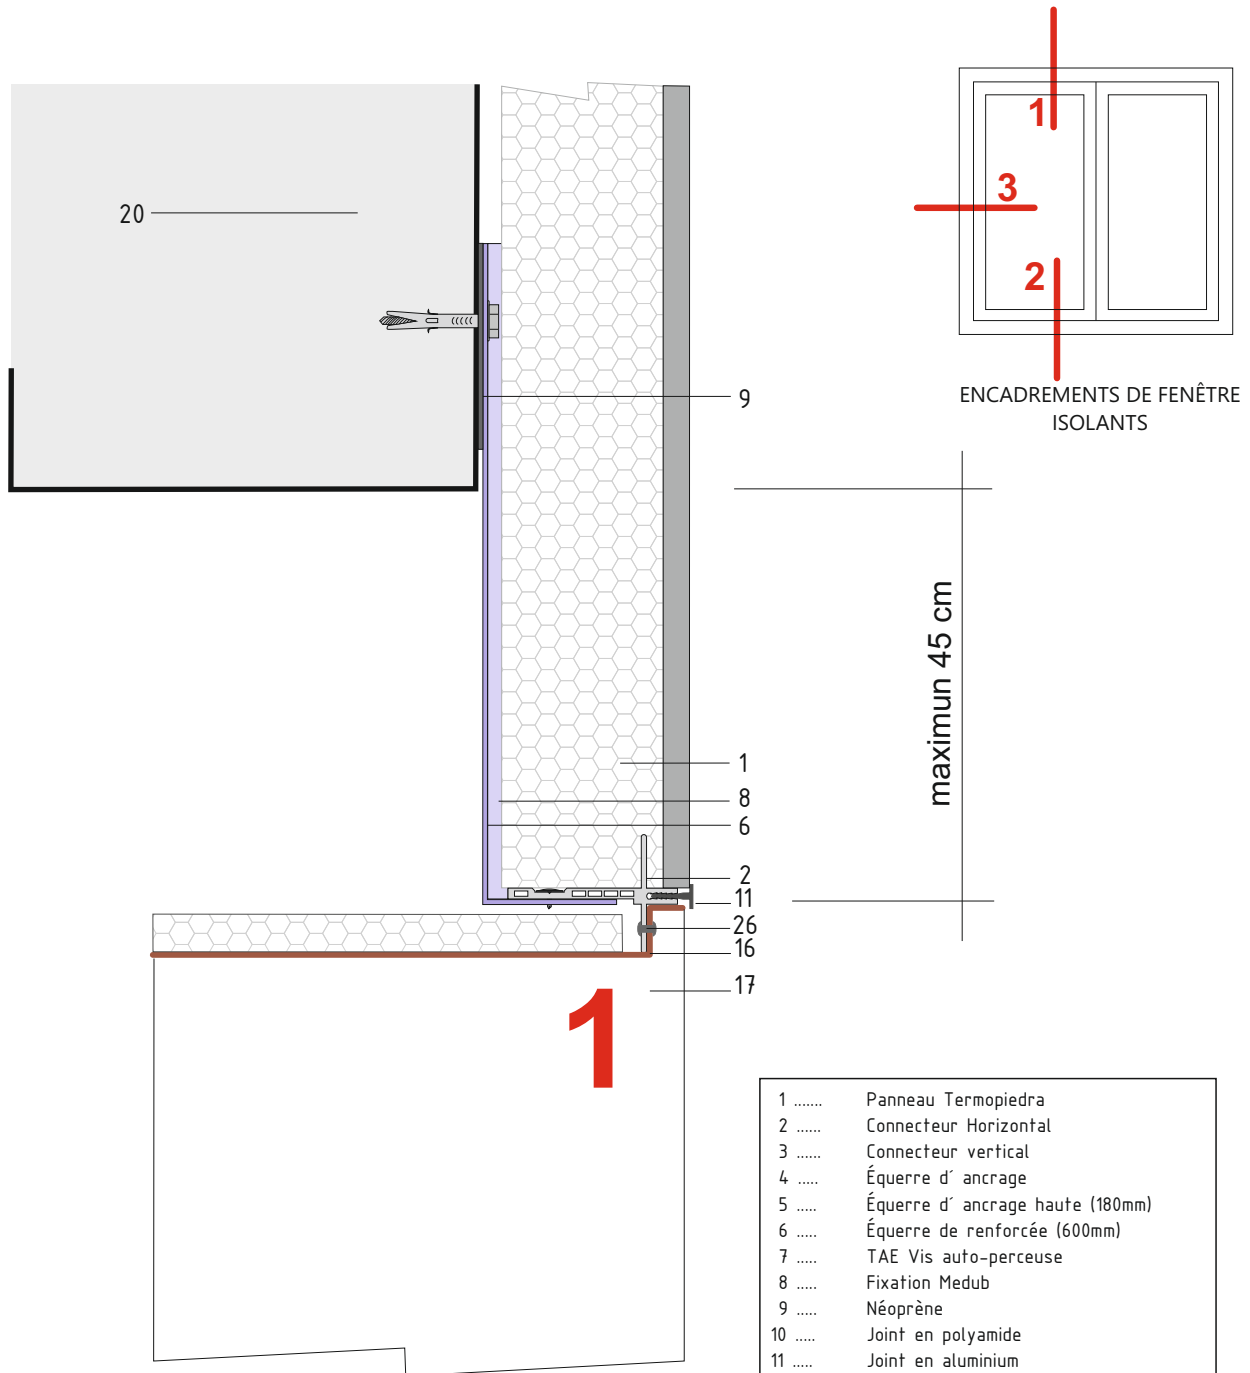 1
3
2
ENCADREMENTS DE FENÊTRE
ISOLANTS
20
9
maximun 45 cm
1
8
6
2
11
26
16
17
1
1 ....... Panneau Termopiedra
2 ...... Connecteur Horizontal
3 ...... Connecteur vertical
4 ..... Équerre d´ ancrage
5 ..... Équerre d´ ancrage haute (180mm)
6 ..... Équerre de renforcée (600mm)
7 ..... TAE Vis auto-perceuse
8 ..... Fixation Medub
9 ..... Néoprène
10 ..... Joint en polyamide
11 ..... Joint en aluminium